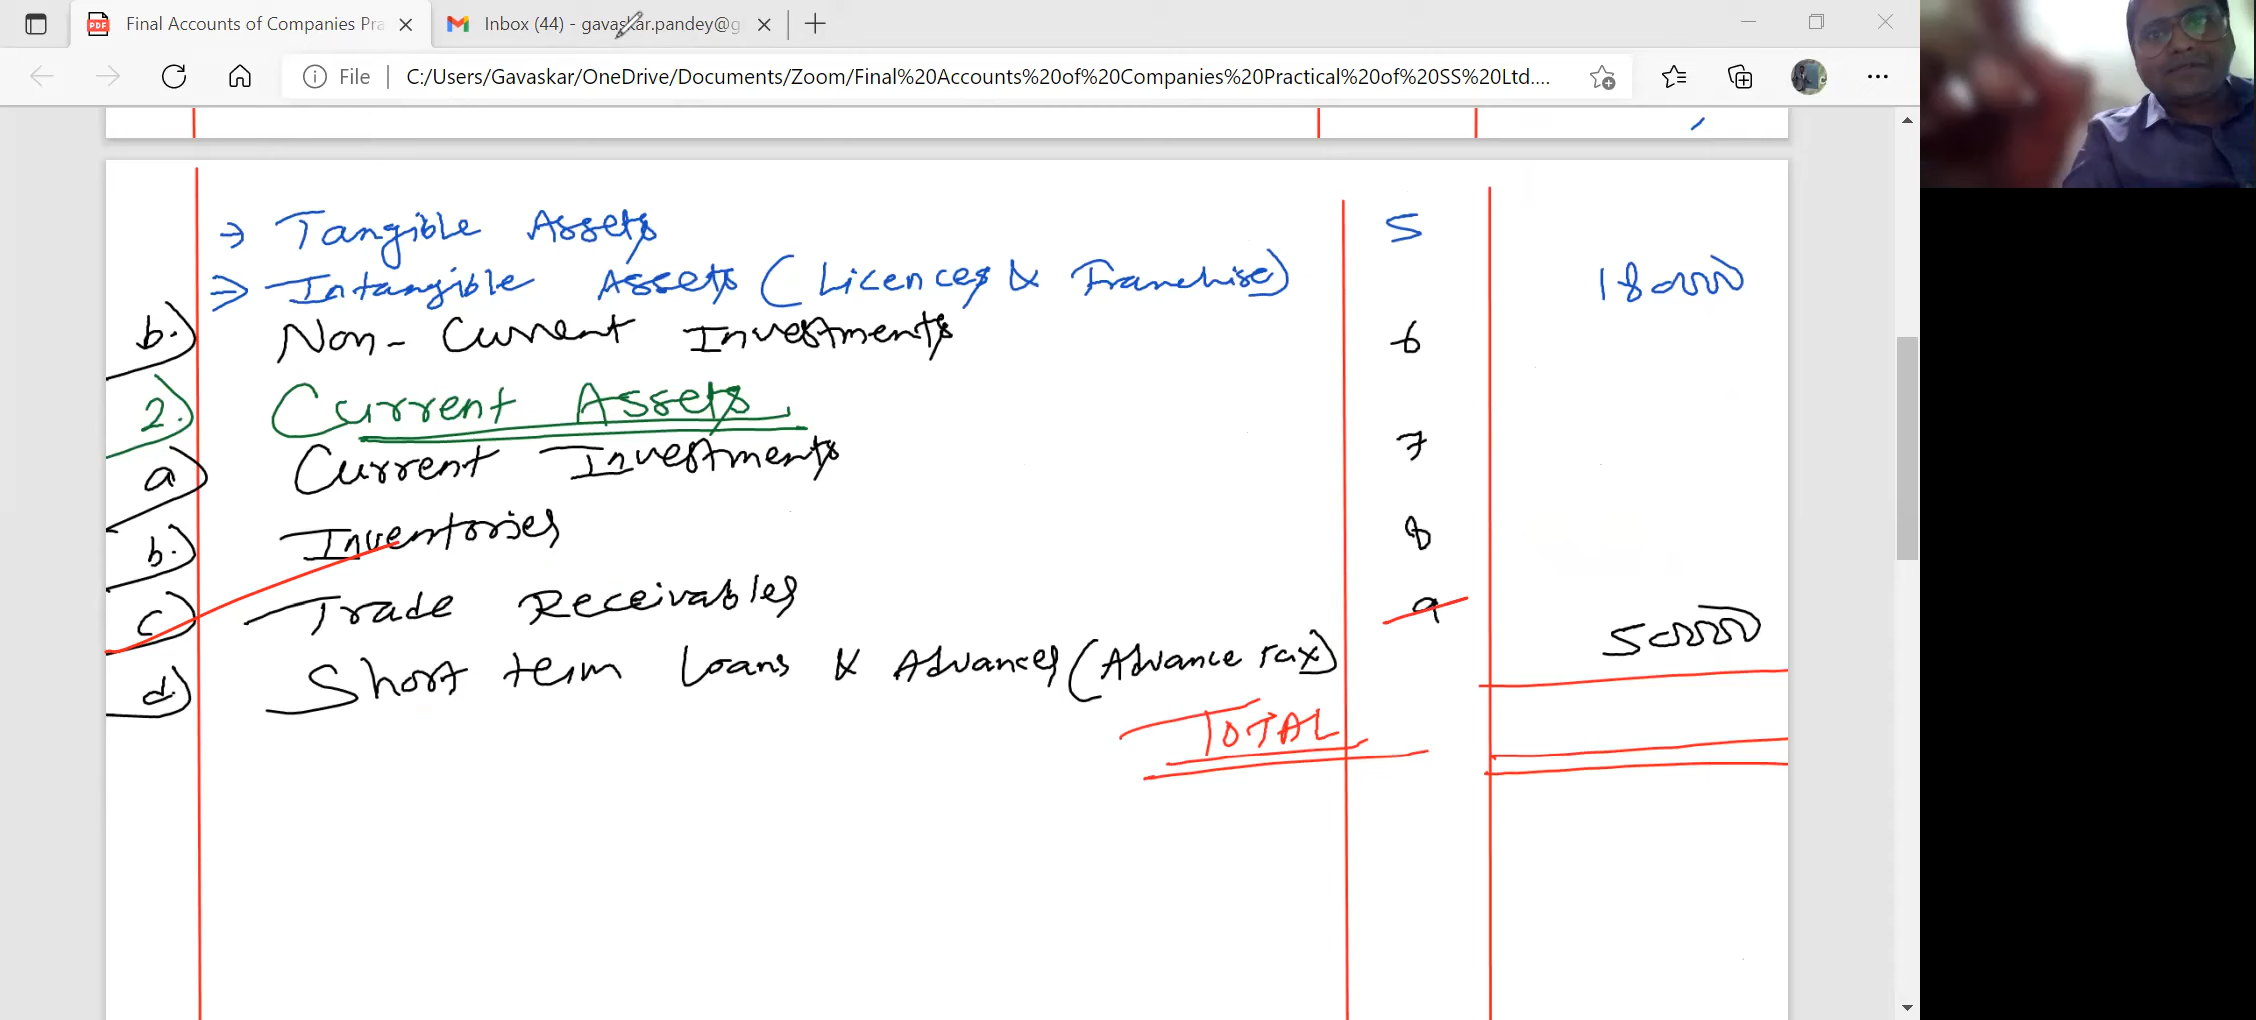 Final Accounts of Companies Pra
Inbox (44) - gavaskar.pandey@g
File
C:/Users/Gavaskar/OneDrive/Documents/Zoom/Final%20Accounts%20of%20Companies%20Practical%20of%20SS%20Ltd....
→ Tangible Assets 5
⇒ Intangible Assets (Licences & Franchise)
b.) Non-Current Investments 6
2.) Current Assets
a) Current Investments 7
b.) Inventories 8
c) Trade Receivables 9
d.) Short term Loans & Advances (Advance tax)
TOTAL